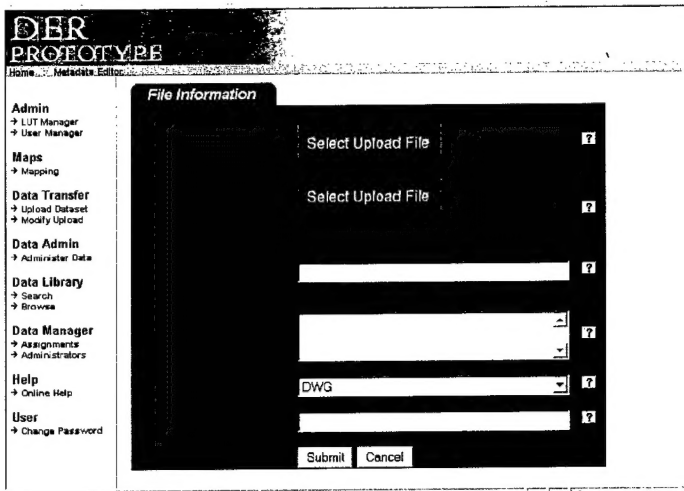 DER
PROTOTYPE
Home : Metadata Editor
File Information
Admin
→ LUT Manager
→ User Manager
Maps
→ Mapping
Data Transfer
→ Upload Dataset
→ Modify Upload
Data Admin
→ Administer Data
Data Library
→ Search
→ Browse
Data Manager
→ Assignments
→ Administrators
Help
→ Online Help
User
→ Change Password
Select Upload File ?
Select Upload File ?
?
?
DWG ?
?
Submit Cancel